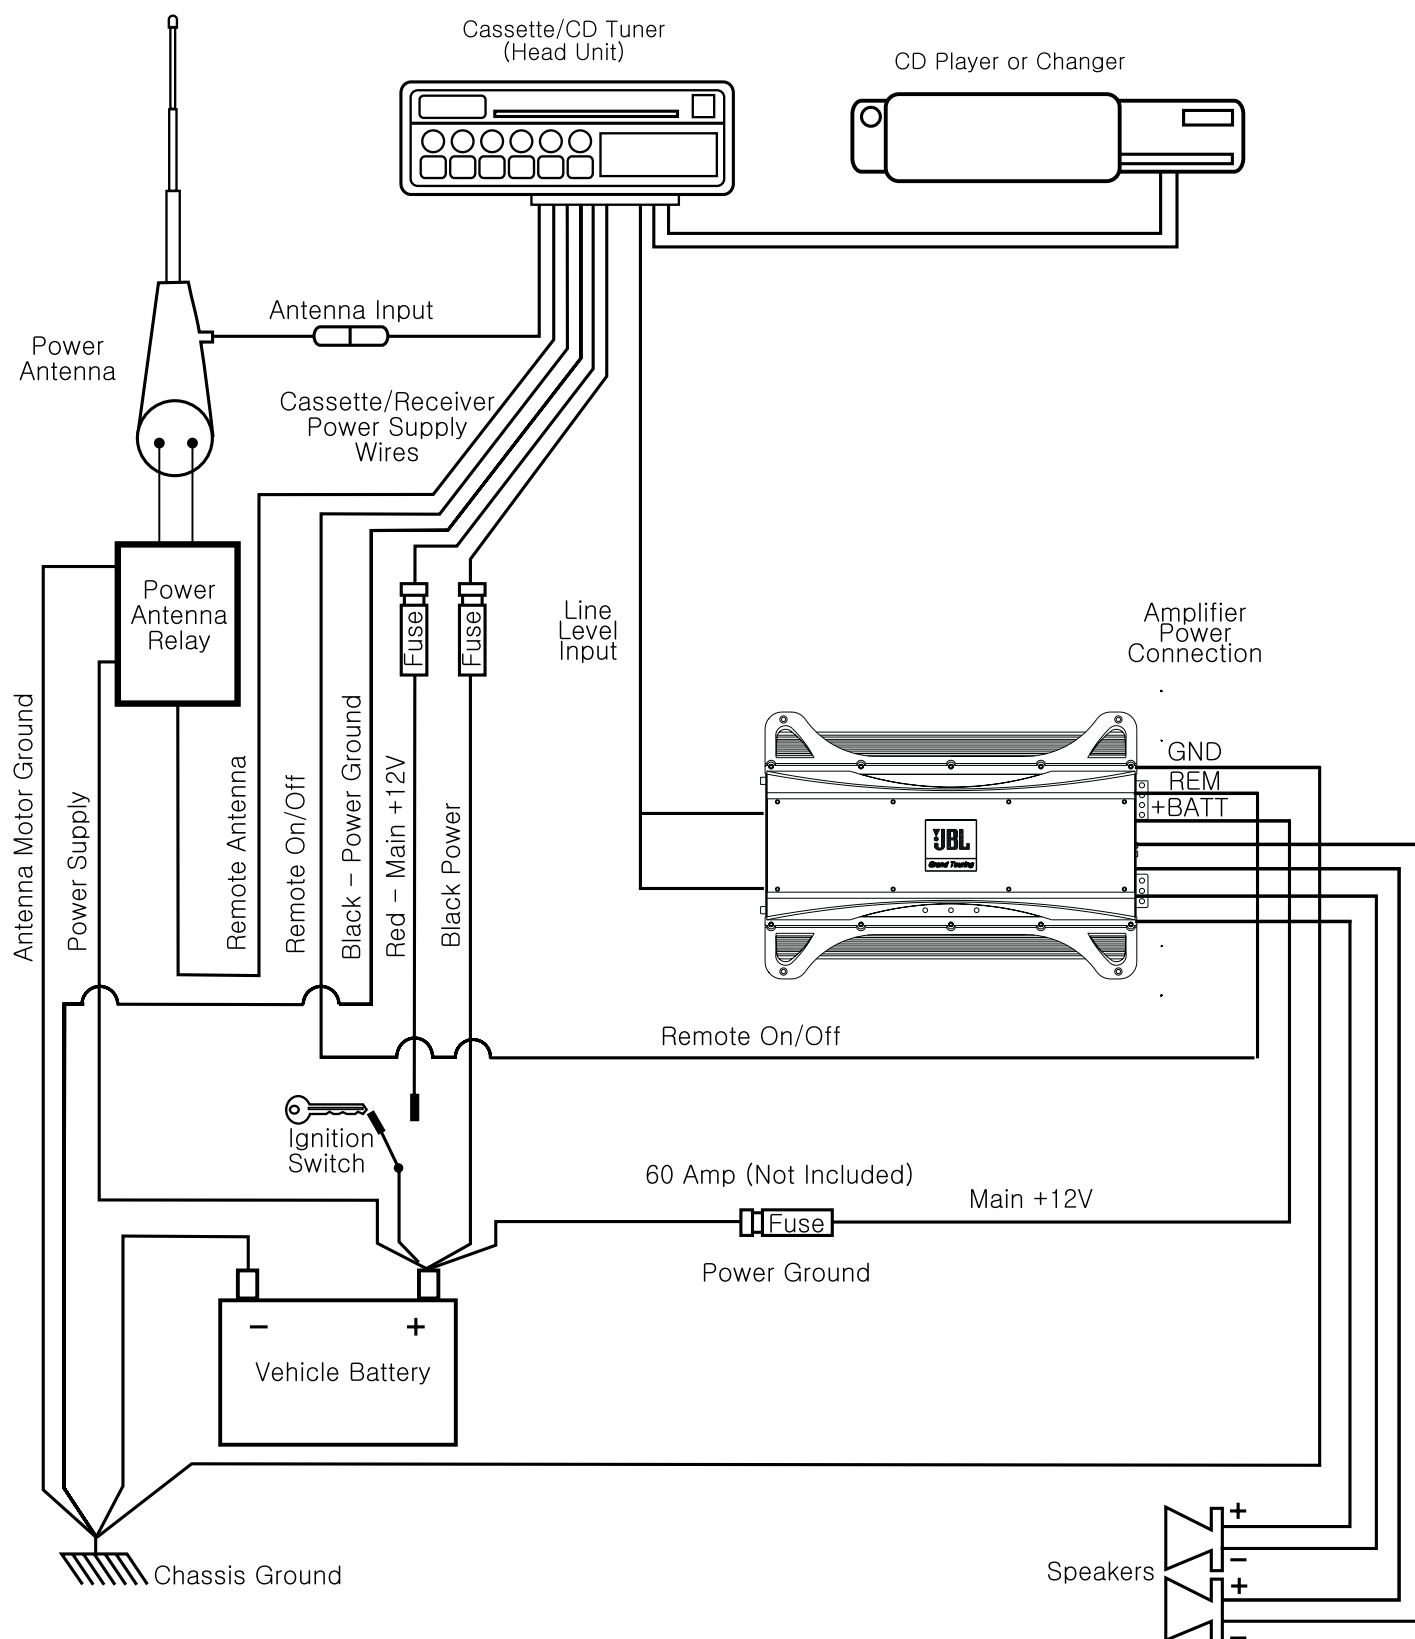 Cassette/CD Tuner
(Head Unit)
CD Player or Changer
Antenna Input
Power
Antenna
Cassette/Receiver
Power Supply
Wires
Power
Antenna
Relay
Fuse
Fuse
Line
Level
Input
Amplifier
Power
Connection
GND
REM
+BATT
JBL
Grand Touring
Antenna Motor Ground
Power Supply
Remote Antenna
Remote On/Off
Black – Power Ground
Red – Main +12V
Black Power
Remote On/Off
Ignition
Switch
60 Amp (Not Included)
Main +12V
Fuse
Power Ground
– +
Vehicle Battery
Chassis Ground
Speakers
+
–
+
–